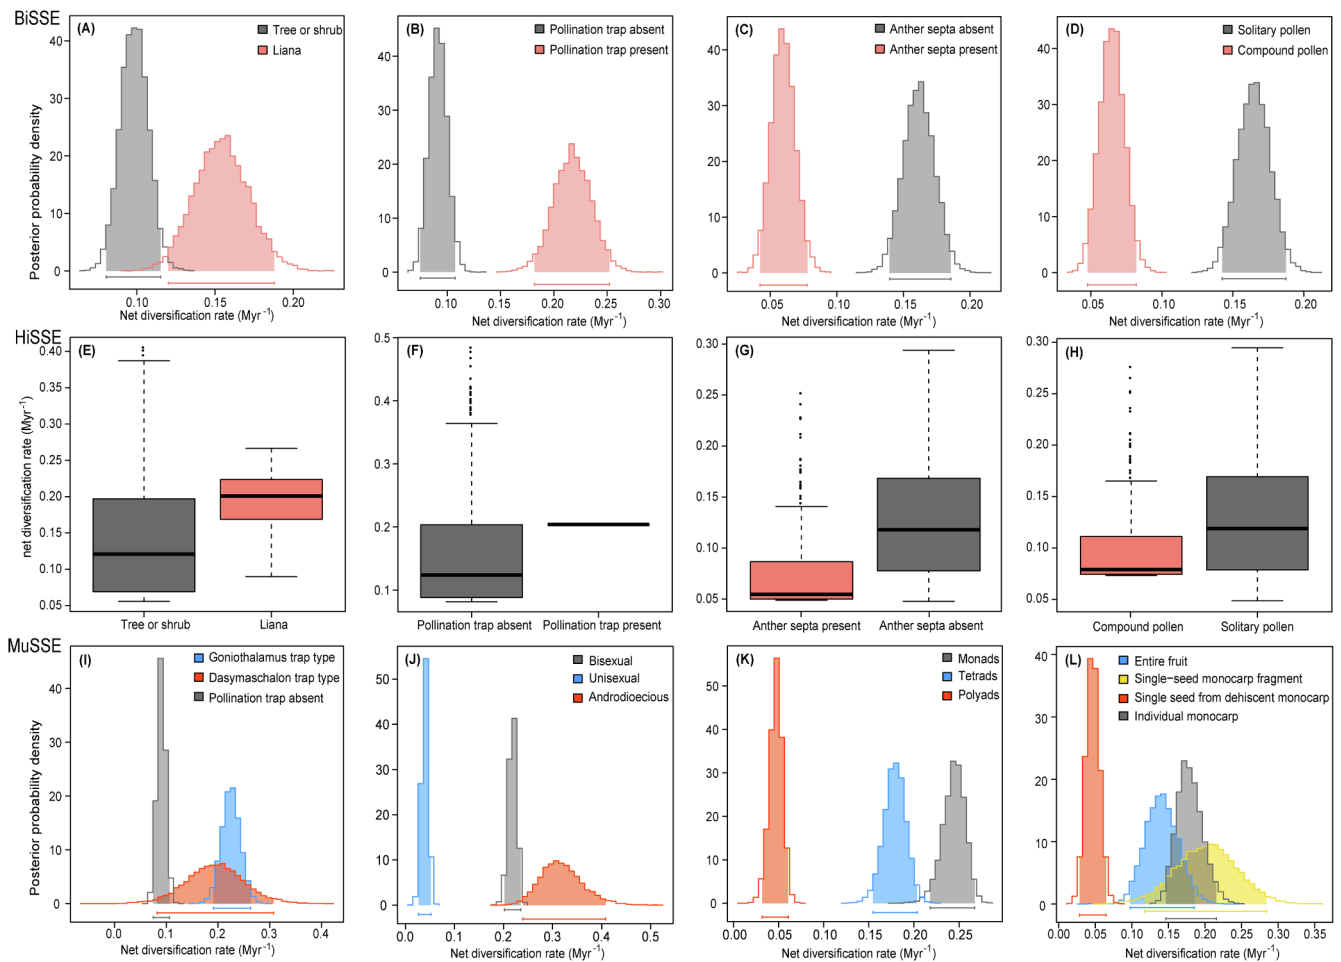 BiSSE
(A)
Tree or shrub
Liana
Posterior probability density
40
30
20
10
0
0.10
0.15
0.20
Net diversification rate (Myr⁻¹)
(B)
Pollination trap absent
Pollination trap present
40
30
20
10
0
0.10
0.15
0.20
0.25
0.30
Net diversification rate (Myr⁻¹)
(C)
Anther septa absent
Anther septa present
40
30
20
10
0
0.05
0.10
0.15
0.20
Net diversification rate (Myr⁻¹)
(D)
Solitary pollen
Compound pollen
40
30
20
10
0
0.05
0.10
0.15
0.20
Net diversification rate (Myr⁻¹)
HiSSE
(E)
net diversification rate (Myr⁻¹)
0.40
0.35
0.30
0.25
0.20
0.15
0.10
0.05
Tree or shrub
Liana
(F)
0.5
0.4
0.3
0.2
0.1
Pollination trap absent
Pollination trap present
(G)
0.30
0.25
0.20
0.15
0.10
0.05
Anther septa present
Anther septa absent
(H)
0.30
0.25
0.20
0.15
0.10
0.05
Compound pollen
Solitary pollen
MuSSE
(I)
Goniothalamus trap type
Dasymaschalon trap type
Pollination trap absent
Posterior probability density
40
30
20
10
0
0.0
0.1
0.2
0.3
0.4
Net diversification rate (Myr⁻¹)
(J)
Bisexual
Unisexual
Androdioecious
50
40
30
20
10
0
0.0
0.1
0.2
0.3
0.4
0.5
Net diversification rate (Myr⁻¹)
(K)
Monads
Tetrads
Polyads
50
40
30
20
10
0
0.00
0.05
0.10
0.15
0.20
0.25
Net diversification rate (Myr⁻¹)
(L)
Entire fruit
Single−seed monocarp fragment
Single seed from dehiscent monocarp
Individual monocarp
40
30
20
10
0
0.00
0.05
0.10
0.15
0.20
0.25
0.30
0.35
Net diversification rate (Myr⁻¹)